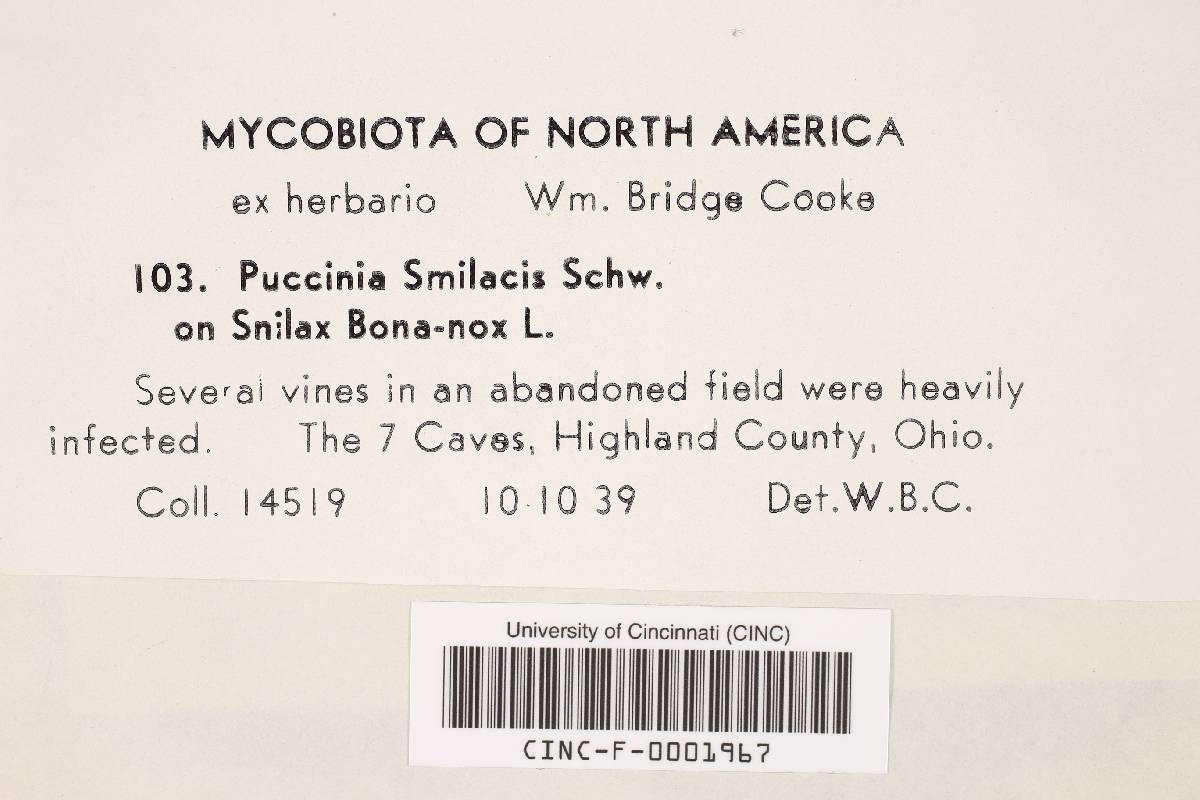 MYCOBIOTA OF NORTH AMERICA
ex herbario Wm. Bridge Cooke
103. Puccinia Smilacis Schw.
on Snilax Bona-nox L.
Several vines in an abandoned field were heavily
infected. The 7 Caves, Highland County, Ohio.
Coll. 14519 10·10 39 Det.W.B.C.
University of Cincinnati (CINC)
CINC-F-0001967